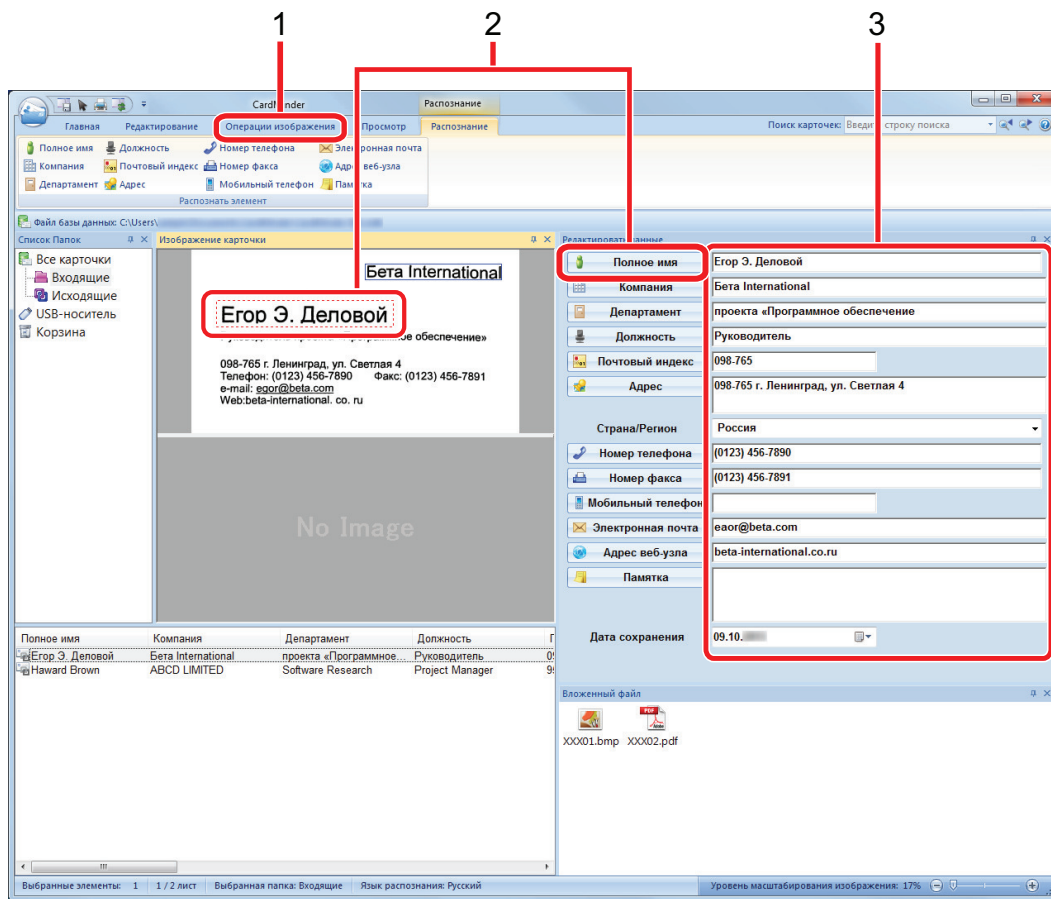 1 2 3
CardMinder Распознание
Главная Редактирование Операции изображения Просмотр Распознание Поиск карточек: Введите строку поиска
Полное имя Должность Номер телефона Электронная почта
Компания Почтовый индекс Номер факса Адрес веб-узла
Департамент Адрес Мобильный телефон Памятка
Распознать элемент
Файл базы данных: C:\Users\
Список Папок Изображение карточки Редактировать данные
Все карточки
Входящие
Исходящие
USB-носитель
Корзина
Бета International
Егор Э. Деловой
обеспечение»
098-765 г. Ленинград, ул. Светлая 4
Телефон: (0123) 456-7890 Факс: (0123) 456-7891
e-mail: egor@beta.com
Web:beta-international. co. ru
No Image
Полное имя Егор Э. Деловой
Компания Бета International
Департамент проекта «Программное обеспечение
Должность Руководитель
Почтовый индекс 098-765
Адрес 098-765 г. Ленинград, ул. Светлая 4
Страна/Регион Россия
Номер телефона (0123) 456-7890
Номер факса (0123) 456-7891
Мобильный телефон
Электронная почта eaor@beta.com
Адрес веб-узла beta-international.co.ru
Памятка
Дата сохранения 09.10.
Полное имя Компания Департамент Должность
Егор Э. Деловой Бета International проекта «Программное... Руководитель
Haward Brown ABCD LIMITED Software Research Project Manager
Вложенный файл
XXX01.bmp XXX02.pdf
Выбранные элементы: 1 1 / 2 лист Выбранная папка: Входящие Язык распознания: Русский Уровень масштабирования изображения: 17%